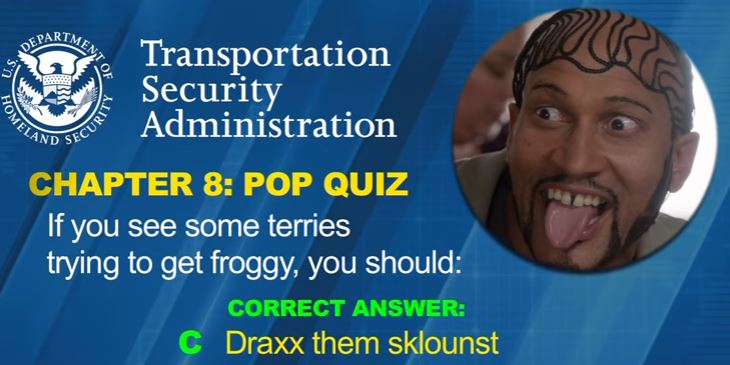 U.S. DEPARTMENT OF
HOMELAND SECURITY
Transportation
Security
Administration
CHAPTER 8: POP QUIZ
If you see some terries
trying to get froggy, you should:
CORRECT ANSWER:
C Draxx them sklounst